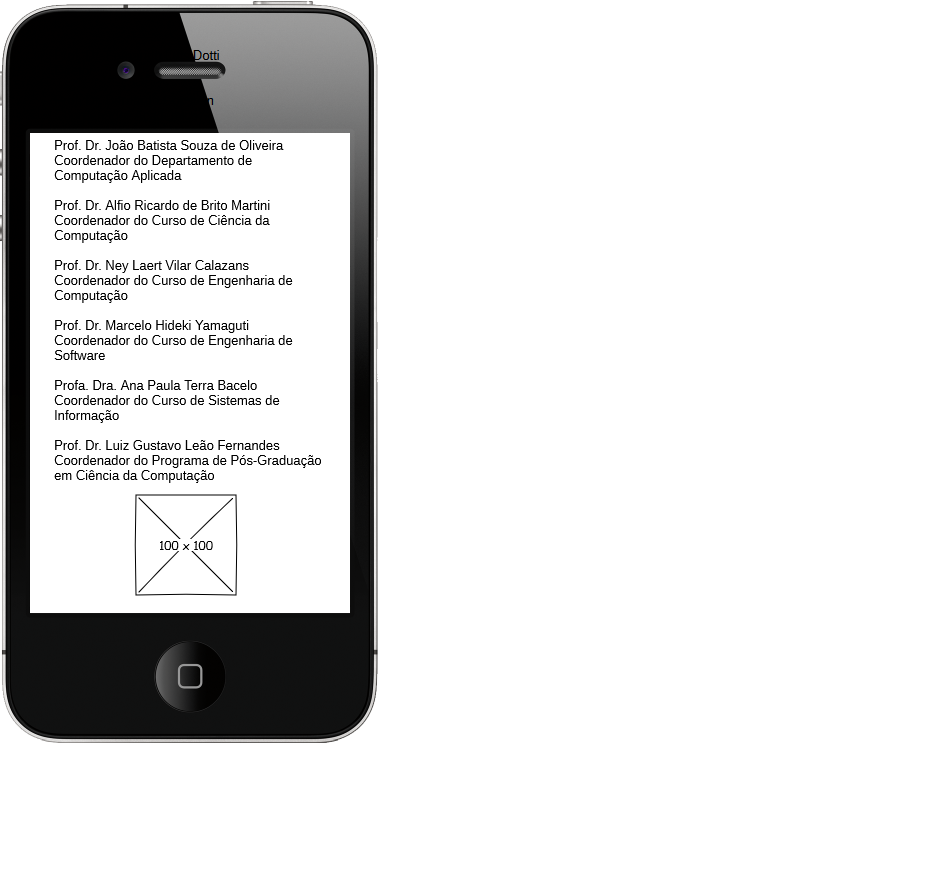 Dotti
Prof. Dr. João Batista Souza de Oliveira
Coordenador do Departamento de
Computação Aplicada
Prof. Dr. Alfio Ricardo de Brito Martini
Coordenador do Curso de Ciência da
Computação
Prof. Dr. Ney Laert Vilar Calazans
Coordenador do Curso de Engenharia de
Computação
Prof. Dr. Marcelo Hideki Yamaguti
Coordenador do Curso de Engenharia de
Software
Profa. Dra. Ana Paula Terra Bacelo
Coordenador do Curso de Sistemas de
Informação
Prof. Dr. Luiz Gustavo Leão Fernandes
Coordenador do Programa de Pós-Graduação
em Ciência da Computação
100 x 100